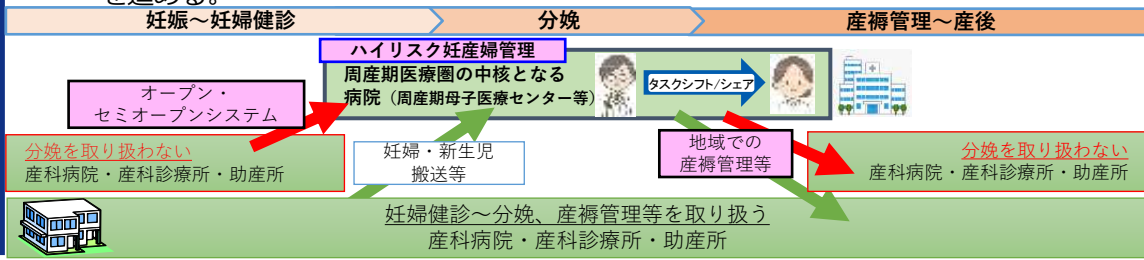 を進める。
妊娠～妊婦健診
分娩
産褥管理～産後
ハイリスク妊産婦管理
周産期医療圏の中核となる
病院（周産期母子医療センター等）
タスクシフト/シェア
オープン・
セミオープンシステム
分娩を取り扱わない
産科病院・産科診療所・助産所
妊婦・新生児
搬送等
地域での
産褥管理等
分娩を取り扱わない
産科病院・産科診療所・助産所
妊婦健診～分娩、産褥管理等を取り扱う
産科病院・産科診療所・助産所